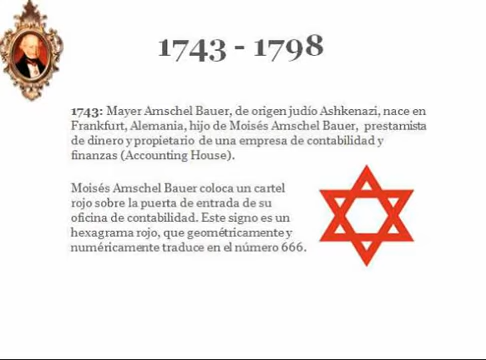 1743 - 1798
1743: Mayer Amschel Bauer, de origen judío Ashkenazi, nace en
Frankfurt, Alemania, hijo de Moisés Amschel Bauer, prestamista
de dinero y propietario de una empresa de contabilidad y
finanzas (Accounting House).
Moisés Amschel Bauer coloca un cartel
rojo sobre la puerta de entrada de su
oficina de contabilidad. Este signo es un
hexagrama rojo, que geométricamente y
numéricamente traduce en el número 666.